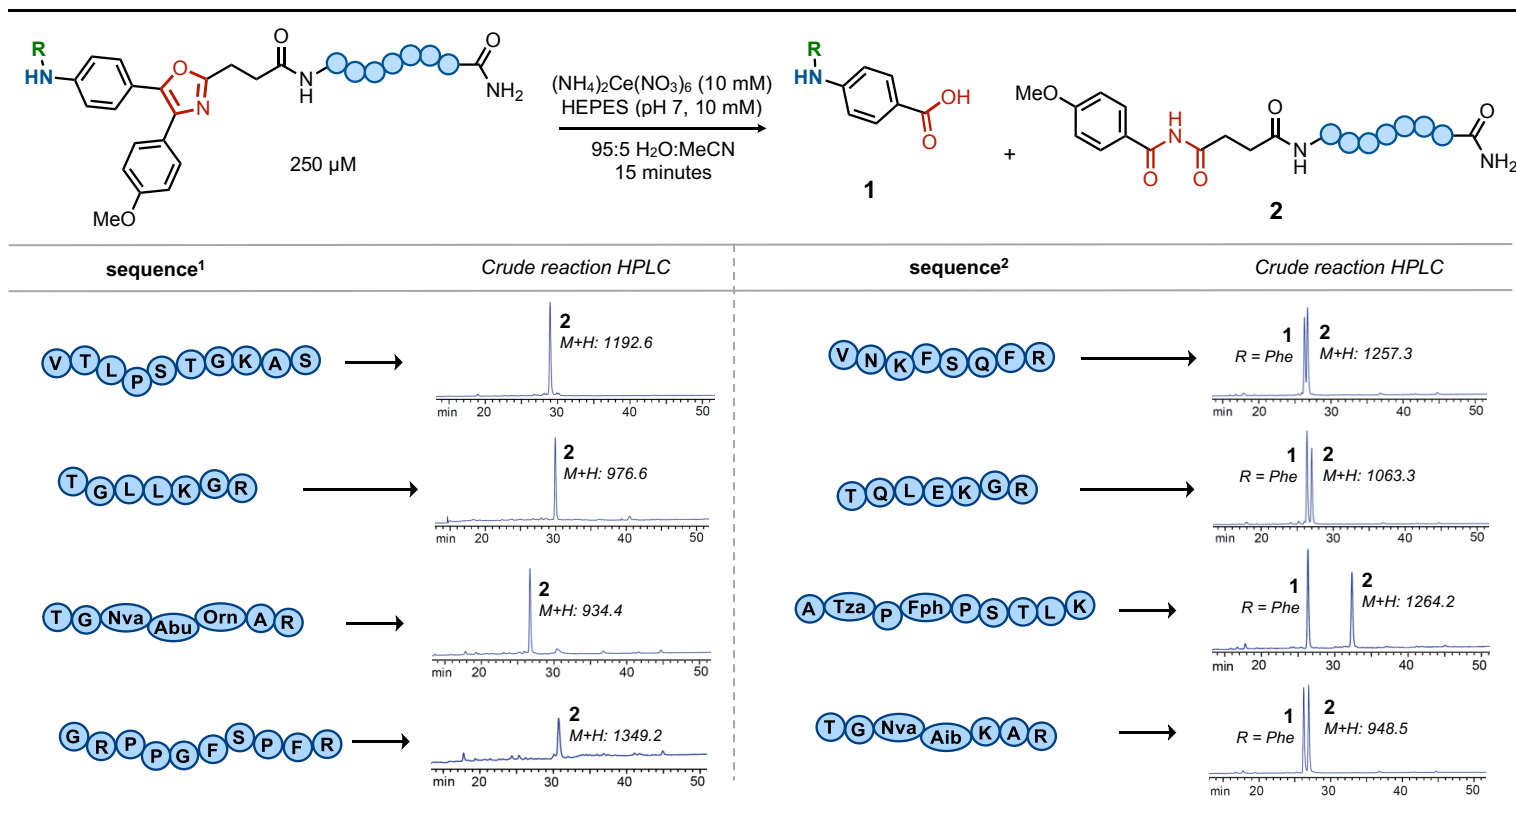 R
HN
O
N
O
N
H
O
NH₂
MeO
250 µM
(NH₄)₂Ce(NO₃)₆ (10 mM)
HEPES (pH 7, 10 mM)
95:5 H₂O:MeCN
15 minutes
R
HN
OH
O
1
+
MeO
H
N
O
O
O
N
H
O
NH₂
2
sequence¹
Crude reaction HPLC
sequence²
Crude reaction HPLC
V T L P S T G K A S
2
M+H: 1192.6
min 20 30 40 50
V N K F S Q F R
1
R = Phe
2
M+H: 1257.3
min 20 30 40 50
T G L L K G R
2
M+H: 976.6
min 20 30 40 50
T Q L E K G R
1
R = Phe
2
M+H: 1063.3
min 20 30 40 50
T G Nva Abu Orn A R
2
M+H: 934.4
min 20 30 40 50
A Tza P Fph P S T L K
1
R = Phe
2
M+H: 1264.2
min 20 30 40 50
G R P P G F S P F R
2
M+H: 1349.2
min 20 30 40 50
T G Nva Aib K A R
1
R = Phe
2
M+H: 948.5
min 20 30 40 50